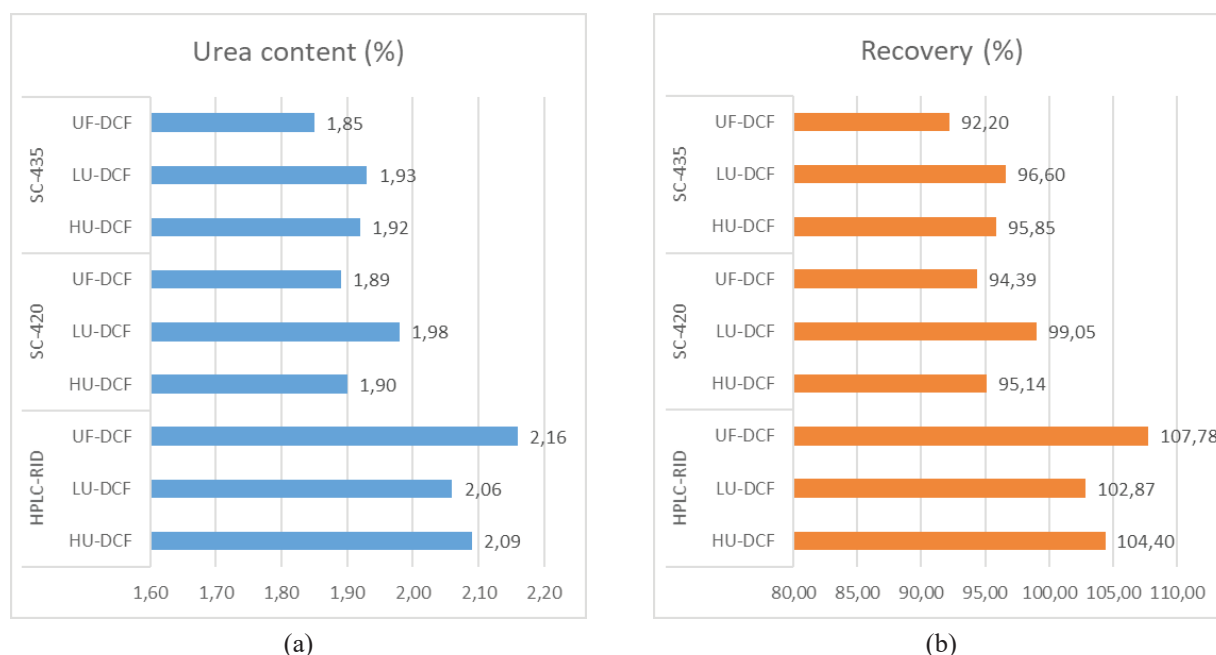 Urea content (%)
SC-435
UF-DCF 1,85
LU-DCF 1,93
HU-DCF 1,92
SC-420
UF-DCF 1,89
LU-DCF 1,98
HU-DCF 1,90
HPLC-RID
UF-DCF 2,16
LU-DCF 2,06
HU-DCF 2,09
1,60 1,70 1,80 1,90 2,00 2,10 2,20
(a)
Recovery (%)
SC-435
UF-DCF 92,20
LU-DCF 96,60
HU-DCF 95,85
SC-420
UF-DCF 94,39
LU-DCF 99,05
HU-DCF 95,14
HPLC-RID
UF-DCF 107,78
LU-DCF 102,87
HU-DCF 104,40
80,00 85,00 90,00 95,00 100,00 105,00 110,00
(b)